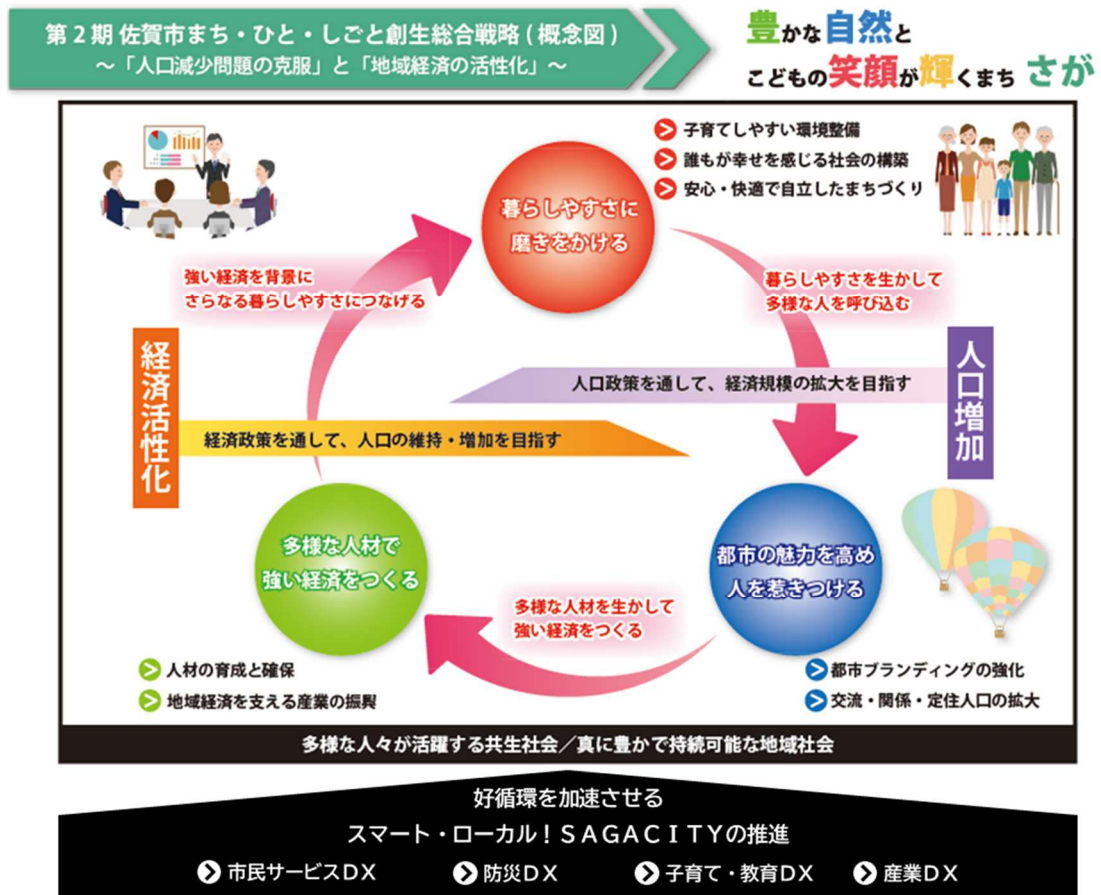 第2期 佐賀市まち・ひと・しごと創生総合戦略(概念図)
～「人口減少問題の克服」と「地域経済の活性化」～
豊かな自然と
こどもの笑顔が輝くまち さが
子育てしやすい環境整備
誰もが幸せを感じる社会の構築
安心・快適で自立したまちづくり
暮らしやすさに
磨きをかける
強い経済を背景に
さらなる暮らしやすさにつなげる
暮らしやすさを生かして
多様な人を呼び込む
経済活性化
人口増加
人口政策を通して、経済規模の拡大を目指す
経済政策を通して、人口の維持・増加を目指す
多様な人材で
強い経済をつくる
都市の魅力を高め
人を惹きつける
多様な人材を生かして
強い経済をつくる
人材の育成と確保
地域経済を支える産業の振興
都市ブランディングの強化
交流・関係・定住人口の拡大
多様な人々が活躍する共生社会／真に豊かで持続可能な地域社会
好循環を加速させる
スマート・ローカル！ＳＡＧＡＣＩＴＹの推進
市民サービスＤＸ 防災ＤＸ 子育て・教育ＤＸ 産業ＤＸ